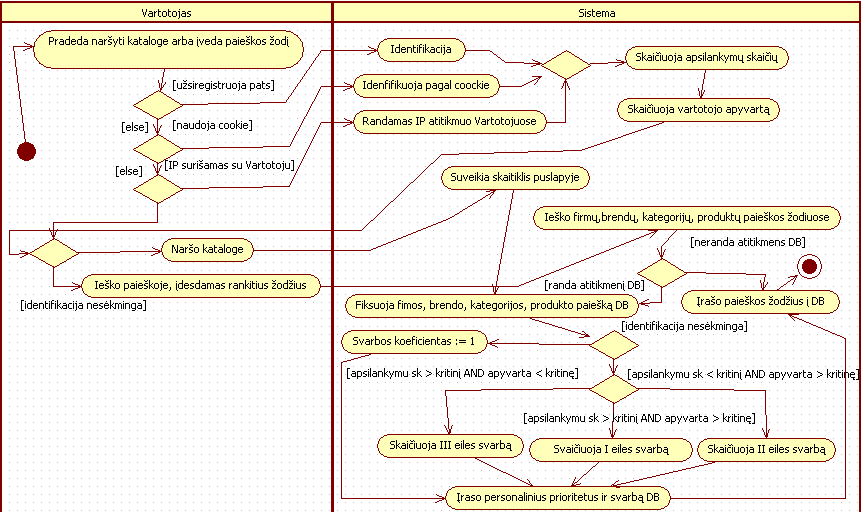 Vartotojas
Sistema
Pradeda naršyti kataloge arba įveda paieškos žodį
Identifikacija
Skaičiuoja apsilankymų skaičių
[užsiregistruoja pats]
Idenfifikuoja pagal coockie
Skaičiuoja vartotojo apyvartą
[else]
[naudoja cookie]
Randamas IP atitikmuo Vartotojuose
[else]
[IP surišamas su Vartotoju]
Suveikia skaitiklis puslapyje
Ieško firmų,brendų, kategorijų, produktų paieškos žodiuose
[neranda atitikmens DB]
Naršo kataloge
Ieško paieškoje, įdesdamas rankitius žodžius
[randa atitikmenį DB]
[identifikacija nesėkminga]
Fiksuoja fimos, brendo, kategorijos, produkto paiešką DB
Įrašo paieškos žodžius į DB
[identifikacija nesėkminga]
Svarbos koeficientas := 1
[apsilankymu sk > kritinį AND apyvarta < kritinę]
[apsilankymu sk < kritinį AND apyvarta > kritinę]
[apsilankymu sk > kritinį AND apyvarta > kritinę]
Skaičiuoja III eiles svarbą
Svaičiuoja I eiles svarbą
Skaičiuoja II eiles svarbą
Įraso personalinius prioritetus ir svarbą DB